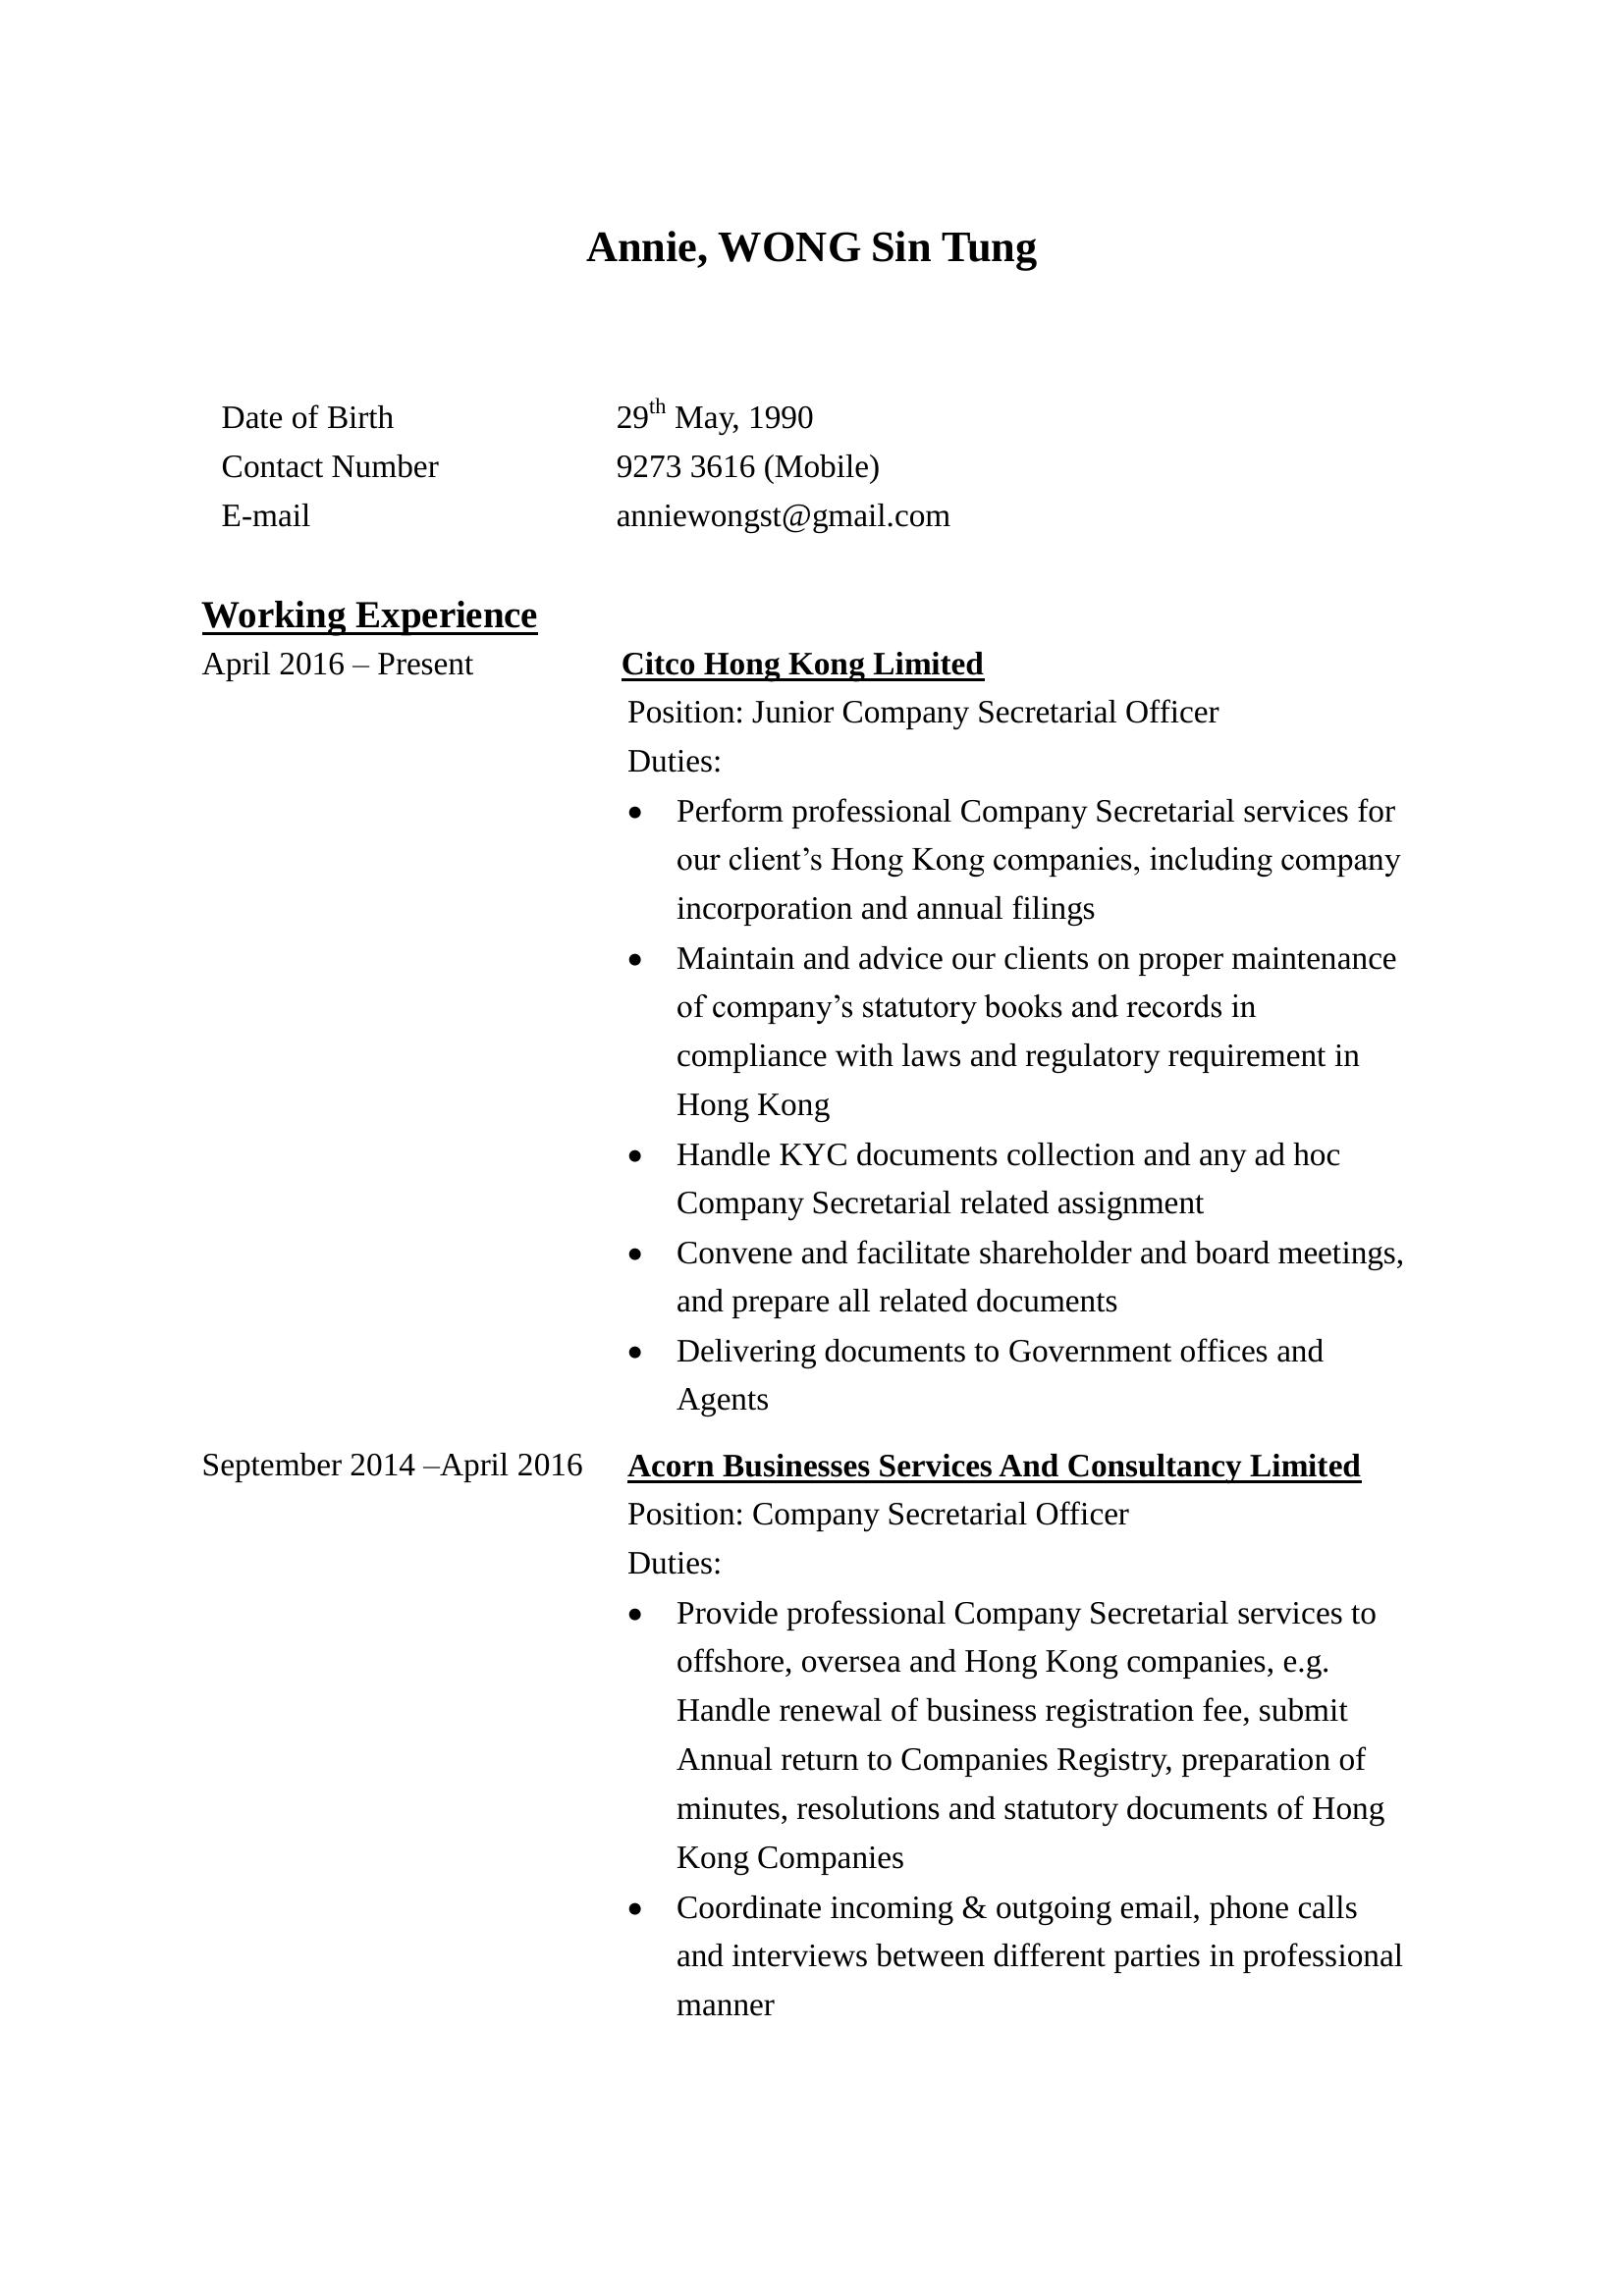 Annie, WONG Sin Tung
Date of Birth 29th May, 1990
Contact Number 9273 3616 (Mobile)
E-mail anniewongst@gmail.com
Working Experience
April 2016 – Present Citco Hong Kong Limited
Position: Junior Company Secretarial Officer
Duties:
• Perform professional Company Secretarial services for
our client’s Hong Kong companies, including company
incorporation and annual filings
• Maintain and advice our clients on proper maintenance
of company’s statutory books and records in
compliance with laws and regulatory requirement in
Hong Kong
• Handle KYC documents collection and any ad hoc
Company Secretarial related assignment
• Convene and facilitate shareholder and board meetings,
and prepare all related documents
• Delivering documents to Government offices and
Agents
September 2014 –April 2016 Acorn Businesses Services And Consultancy Limited
Position: Company Secretarial Officer
Duties:
• Provide professional Company Secretarial services to
offshore, oversea and Hong Kong companies, e.g.
Handle renewal of business registration fee, submit
Annual return to Companies Registry, preparation of
minutes, resolutions and statutory documents of Hong
Kong Companies
• Coordinate incoming & outgoing email, phone calls
and interviews between different parties in professional
manner